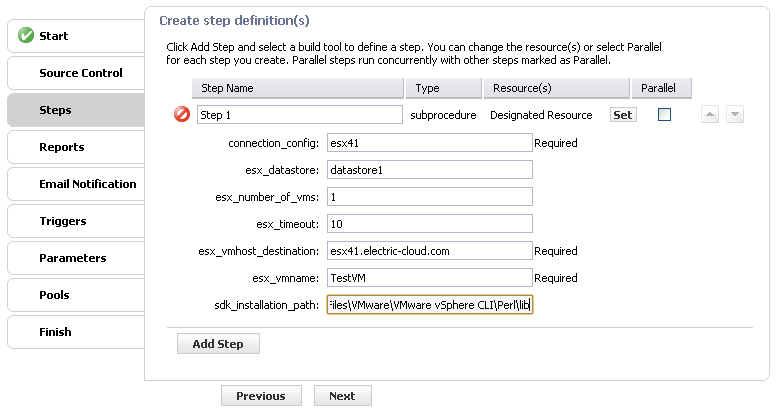 Create step definition(s)
Start
Source Control
Steps
Reports
Email Notification
Triggers
Parameters
Pools
Finish
Click Add Step and select a build tool to define a step. You can change the resource(s) or select Parallel
for each step you create. Parallel steps run concurrently with other steps marked as Parallel.
Step Name Type Resource(s) Parallel
Step 1 subprocedure Designated Resource Set
connection_config: esx41 Required
esx_datastore: datastore1
esx_number_of_vms: 1
esx_timeout: 10
esx_vmhost_destination: esx41.electric-cloud.com Required
esx_vmname: TestVM Required
sdk_installation_path: Files\VMware\VMware vSphere CLI\Perl\lib
Add Step
Previous Next